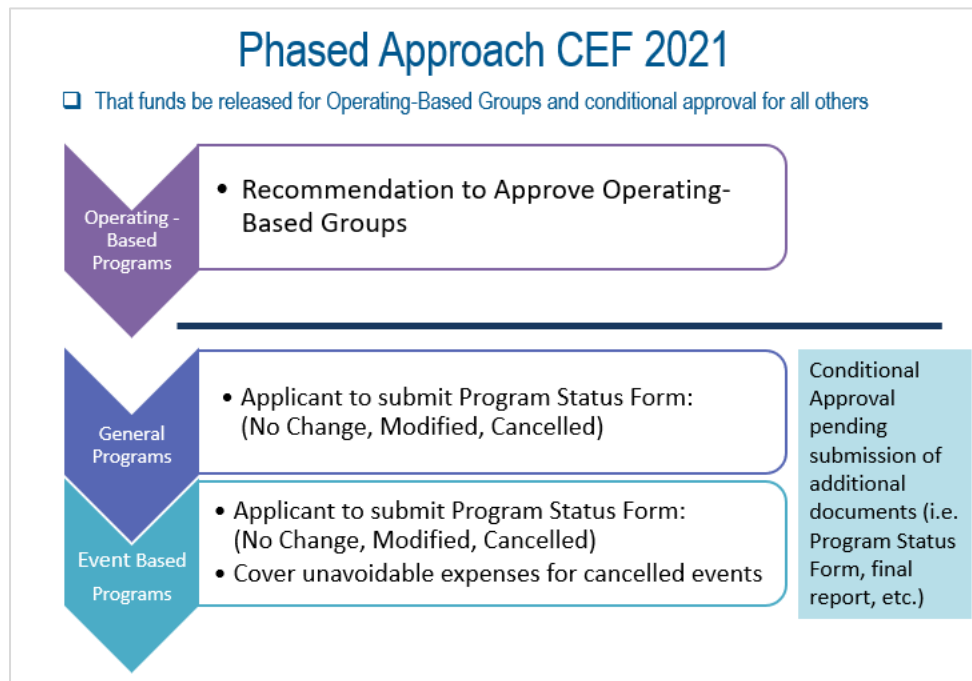 Phased Approach CEF 2021
❑ That funds be released for Operating-Based Groups and conditional approval for all others
Operating -
Based
Programs
• Recommendation to Approve Operating-
Based Groups
General
Programs
• Applicant to submit Program Status Form:
(No Change, Modified, Cancelled)
Event Based
Programs
• Applicant to submit Program Status Form:
(No Change, Modified, Cancelled)
• Cover unavoidable expenses for cancelled events
Conditional
Approval
pending
submission of
additional
documents (i.e.
Program Status
Form, final
report, etc.)